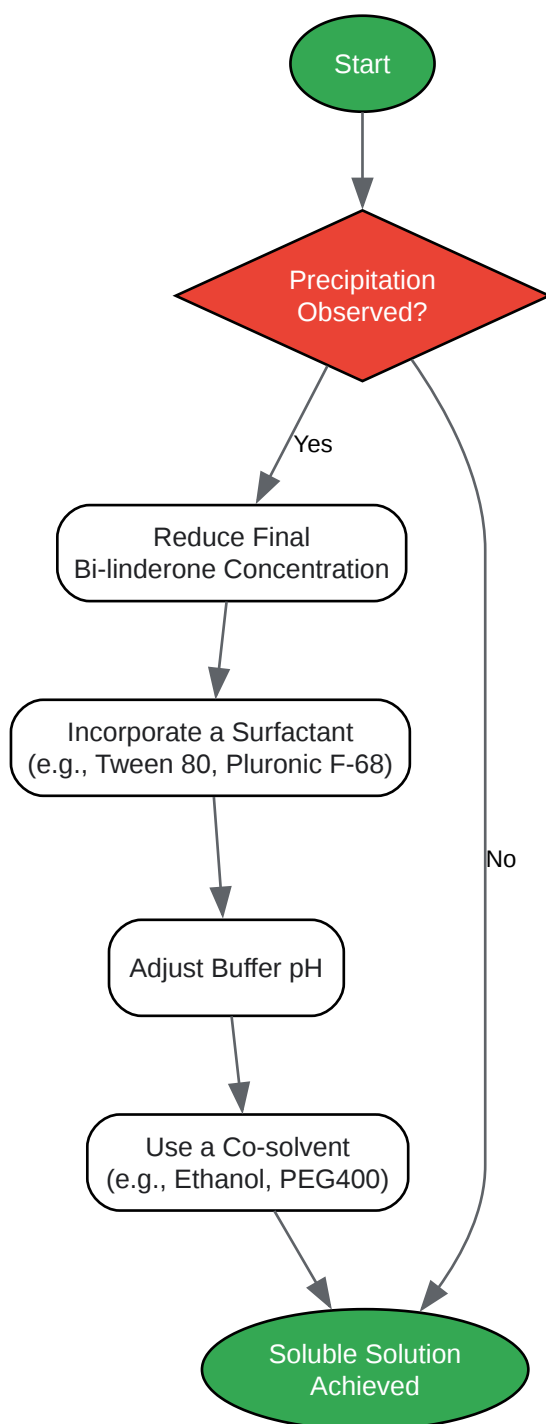 Start
Precipitation
Observed?
Yes
Reduce Final
Bi-linderone Concentration
Incorporate a Surfactant
(e.g., Tween 80, Pluronic F-68)
No
Adjust Buffer pH
Use a Co-solvent
(e.g., Ethanol, PEG400)
Soluble Solution
Achieved